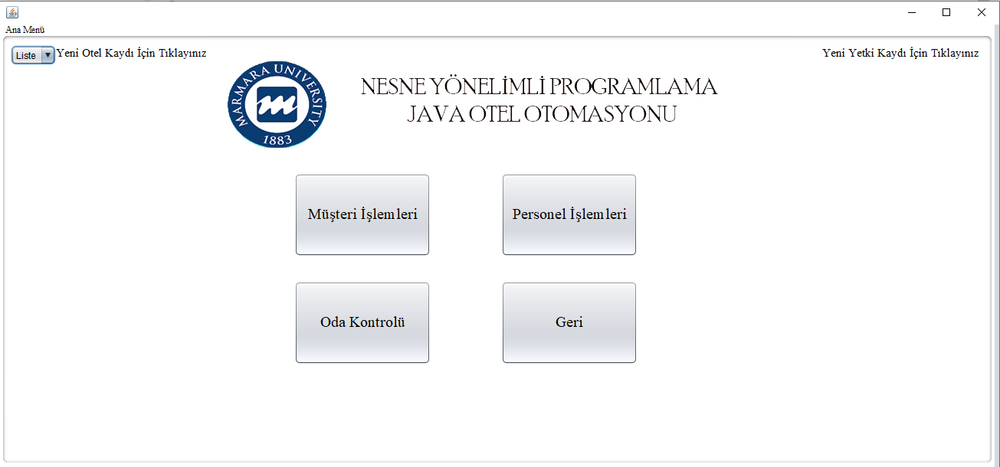 Ana Menü
Liste
Yeni Otel Kaydı İçin Tıklayınız
Yeni Yetki Kaydı İçin Tıklayınız
MARMARA UNIVERSITY
1883
NESNE YÖNELİMLİ PROGRAMLAMA
JAVA OTEL OTOMASYONU
Müşteri İşlemleri
Personel İşlemleri
Oda Kontrolü
Geri